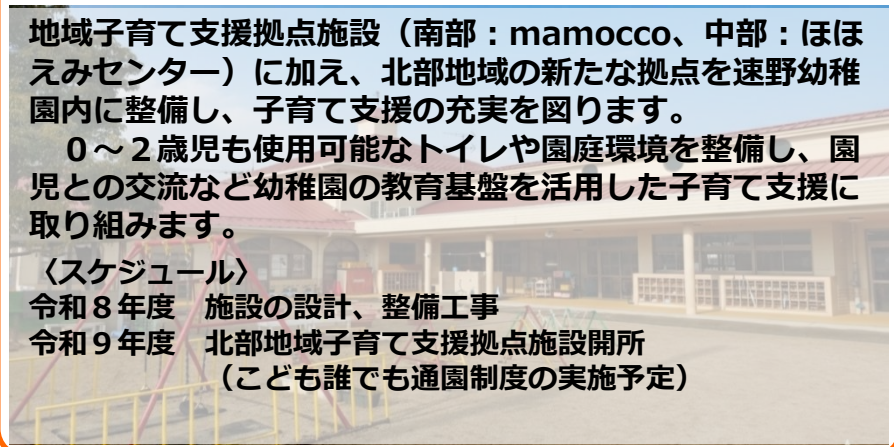 地域子育て支援拠点施設（南部：mamocco、中部：ほほ
えみセンター）に加え、北部地域の新たな拠点を速野幼稚
園内に整備し、子育て支援の充実を図ります。
　０～２歳児も使用可能なトイレや園庭環境を整備し、園
児との交流など幼稚園の教育基盤を活用した子育て支援に
取り組みます。
〈スケジュール〉
令和８年度　施設の設計、整備工事
令和９年度　北部地域子育て支援拠点施設開所
（こども誰でも通園制度の実施予定）